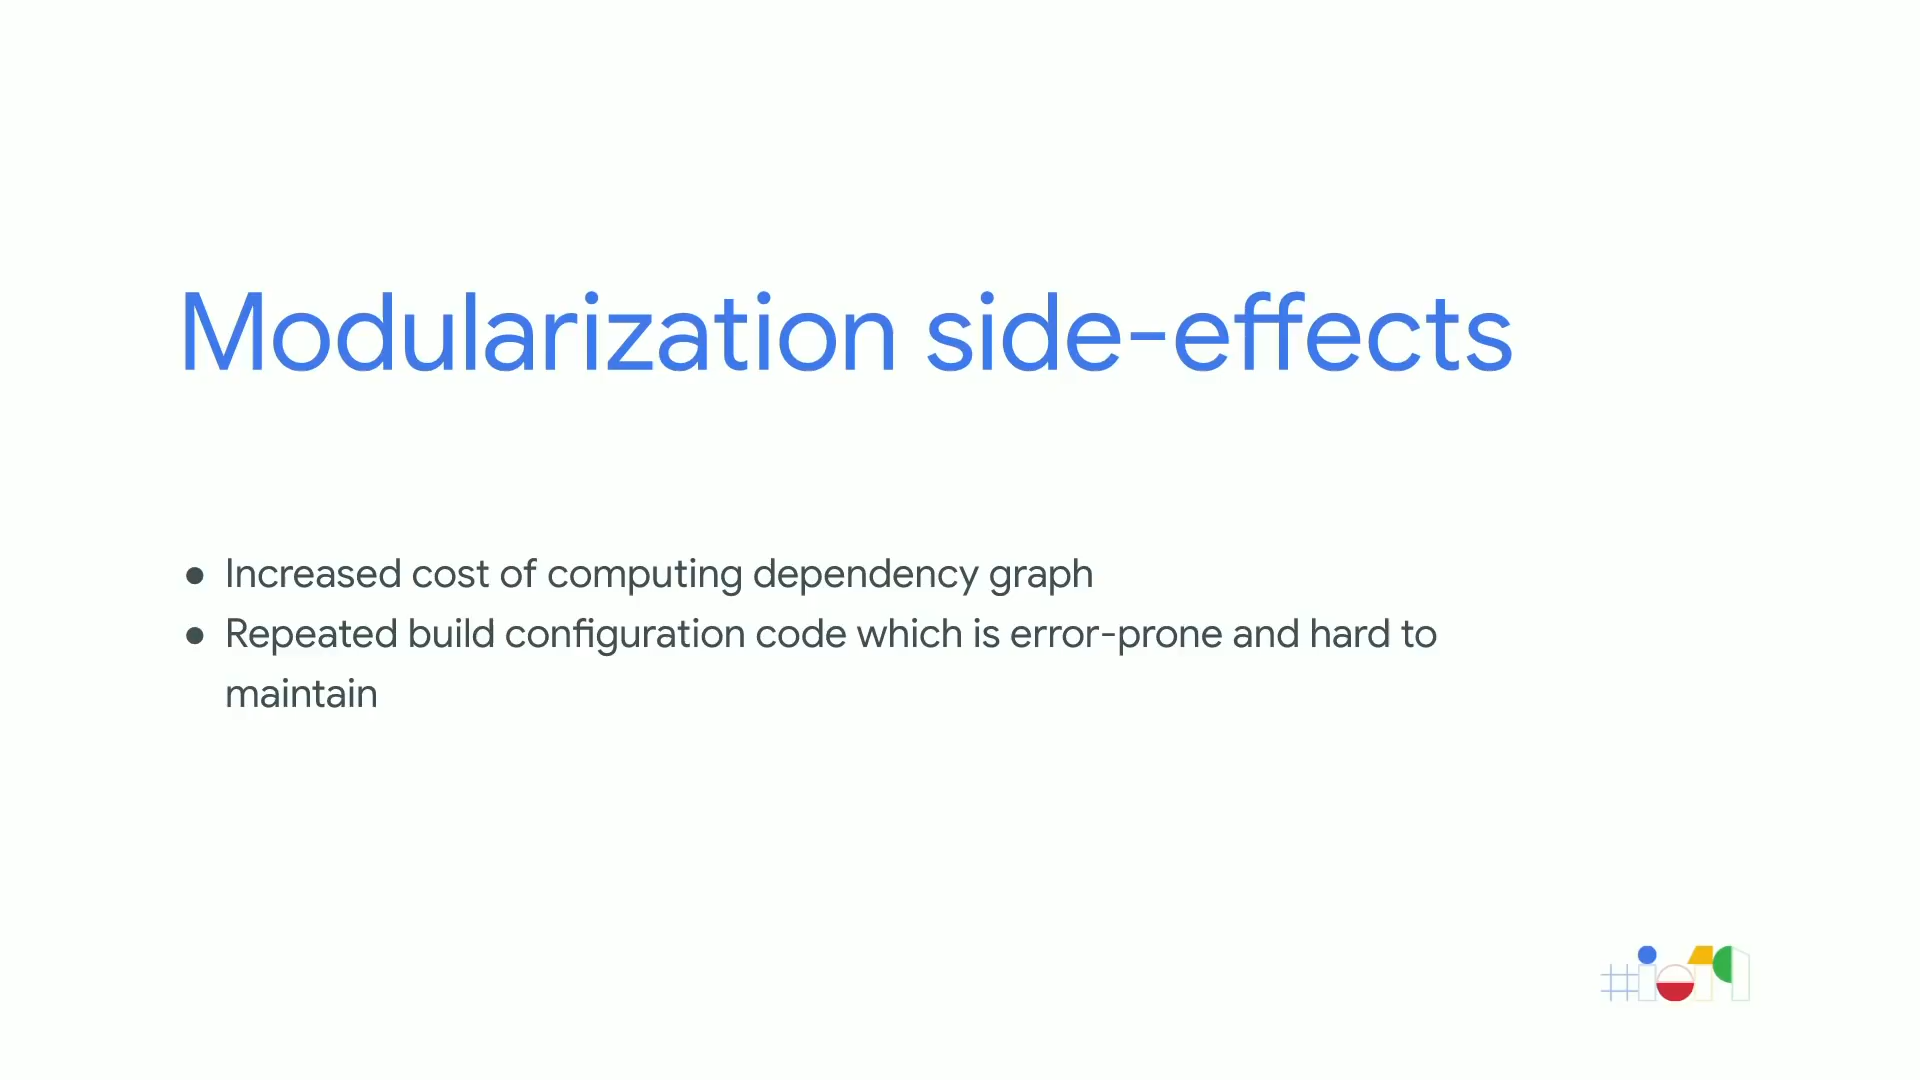 Modularization side-effects
● Increased cost of computing dependency graph
● Repeated build configuration code which is error-prone and hard to
maintain
#io19